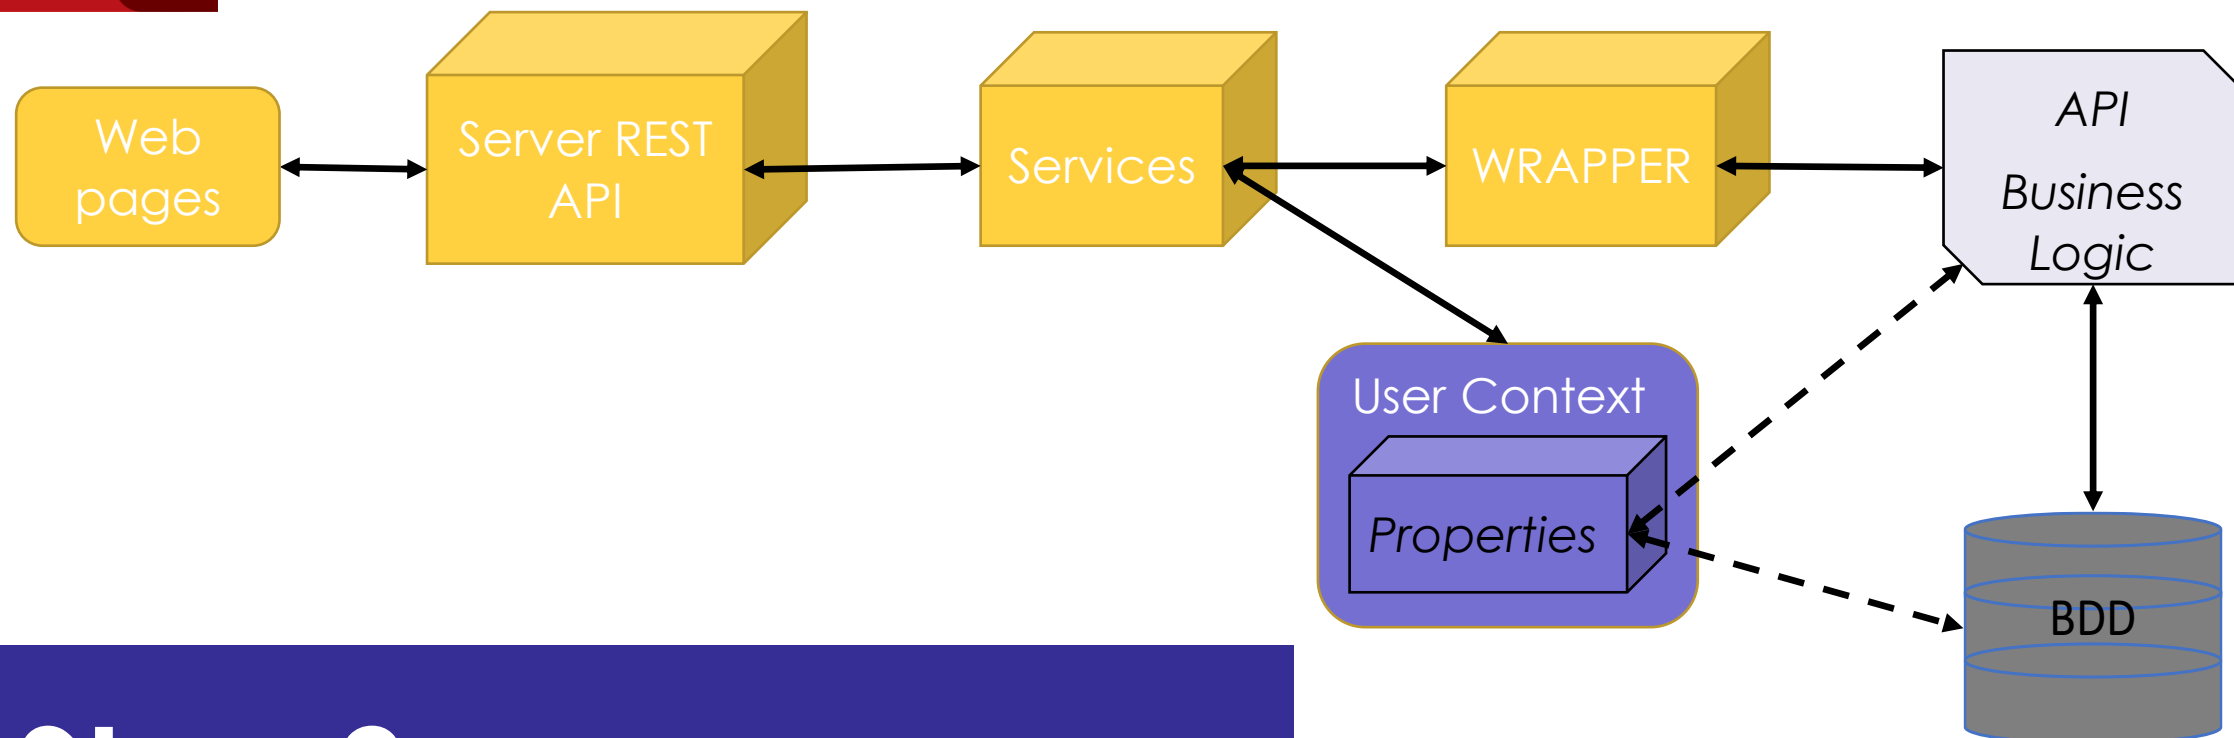 Web
pages
Server REST
API
Services
WRAPPER
API
Business
Logic
User Context
Properties
BDD